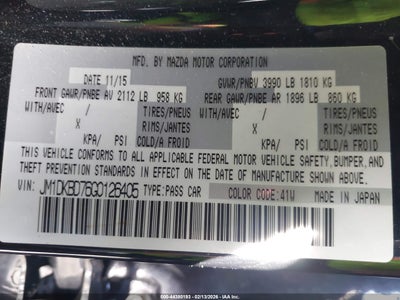 MFD. BY MAZDA MOTOR CORPORATION
DATE 11/15 GVWR/PNBV 3990 LB 1810 KG
FRONT GAWR/PNBE AV 2112 LB 958 KG REAR GAWR/PNBE AR 1896 LB 860 KG
WITH/AVEC / TIRES/PNEUS WITH/AVEC / TIRES/PNEUS
X RIMS/JANTES X RIMS/JANTES
KPA/ PSI COLD/A FROID KPA/ PSI COLD/A FROID
THIS VEHICLE CONFORMS TO ALL APPLICABLE FEDERAL MOTOR VEHICLE SAFETY, BUMPER, AND
THEFT PREVENTION STANDARDS IN EFFECT ON THE DATE OF MANUFACTURE SHOWN ABOVE.
VIN: JM1DKBD76G0126405 TYPE:PASS CAR COLOR CODE:41W MADE IN JAPAN
600-44380193 - 02/13/2026 - IAA Inc.